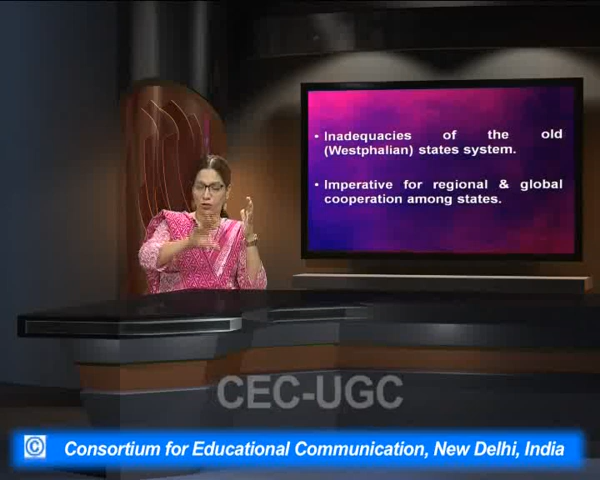 • Inadequacies of the old
(Westphalian) states system.
• Imperative for regional & global
cooperation among states.
CEC-UGC
© Consortium for Educational Communication, New Delhi, India